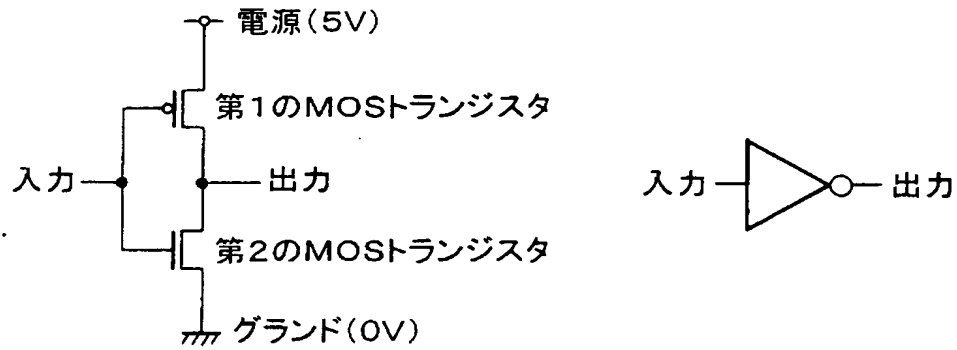 電源(5V)
第1のMOSトランジスタ
入力
出力
第2のMOSトランジスタ
グランド(0V)
入力
出力